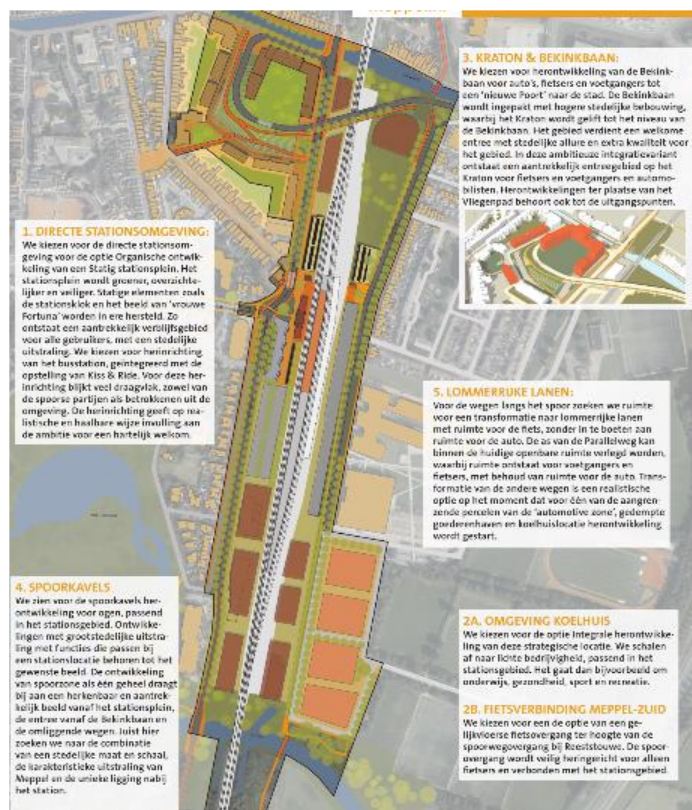 3. KRATON & BEKINKBAAN:
We kiezen voor herontwikkeling van de Bekink-
baan voor auto's, fietsers en voetgangers tot
een 'nieuwe Poort' naar de stad. De Bekinkbaan
wordt ingepakt met hogere stedelijke bebouwing,
waarbij het Kraton wordt gelift tot het niveau van
de Bekinkbaan. Het gebied verdient een welkome
entree met stedelijke allure en extra kwaliteit voor
het gebied. In deze ambitieuze integratievariant
ontstaat een aantrekkelijk entreegebied op het
Kraton voor fietsers en voetgangers en automo-
bilisten. Herontwikkelingen ter plaatse van het
Vliegenpad behoort ook tot de uitgangspunten.
1. DIRECTE STATIONSOMGEVING:
We kiezen voor de directe stationsom-
geving voor de optie Organische ontwik-
keling van een Statig stationsplein. Het
stationsplein wordt groener, overzichte-
lijker en veiliger. Statige elementen zoals
de stationsklok en het beeld van 'vrouwe
Fortuna' worden in ere hersteld. Zo
ontstaat een aantrekkelijk verblijfsgebied
voor alle gebruikers, met een stedelijke
uitstraling. We kiezen voor herinrichting
van het busstation, geïntegreerd met de
opstelling van Kiss & Ride. Voor deze her-
inrichting blijkt veel draagvlak, zowel van
de spoorse partijen als betrokkenen uit de
omgeving. De herinrichting geeft op rea-
listische en haalbare wijze invulling aan
de ambitie voor een hartelijk welkom.
5. LOMMERRIJKE LANEN:
Voor de wegen langs het spoor zoeken we ruimte
voor een transformatie naar lommerrijke lanen
met ruimte voor de fiets, zonder in te boeten aan
ruimte voor de auto. De as van de Parallelweg kan
binnen de huidige openbare ruimte verlegd worden,
waarbij ruimte ontstaat voor voetgangers en
fietsers, met behoud van ruimte voor de auto. Trans-
formatie van de andere wegen is een realistische
optie op het moment dat voor één van de aangren-
zende percelen van de 'automotive zone', gedempte
goederenhaven en koelhuislocatie herontwikkeling
wordt gestart.
4. SPOORKAVELS
We zien voor de spoorkavels her-
ontwikkeling voor ogen, passend
in het stationsgebied. Ontwikke-
lingen met grootstedelijke uitstra-
ling met functies die passen bij
een stationslocatie behoren tot het
gewenste beeld. De ontwikkeling
van spoorzone als één geheel draagt
bij aan een herkenbaar en aantrek-
kelijk beeld vanaf het stationsplein,
de entree vanaf de Bekinkbaan en
de omliggende wegen. Juist hier
zoeken we naar de combinatie
van een stedelijke maat en schaal,
de karakteristieke uitstraling van
Meppel en de unieke ligging nabij
het station.
2A. OMGEVING KOELHUIS
We kiezen voor de optie Integrale herontwikke-
ling van deze strategische locatie. We schalen
af naar lichte bedrijvigheid, passend in het
stationsgebied. Het gaat dan bijvoorbeeld om
onderwijs, gezondheid, sport en recreatie.
2B. FIETSVERBINDING MEPPEL-ZUID
We kiezen voor een de optie van een ge-
lijkvloerse fietsovergang ter hoogte van de
spoorwegovergang bij Reeststouwe. De spoor-
overgang wordt veilig heringericht voor alleen
fietsers en verbonden met het stationsgebied.